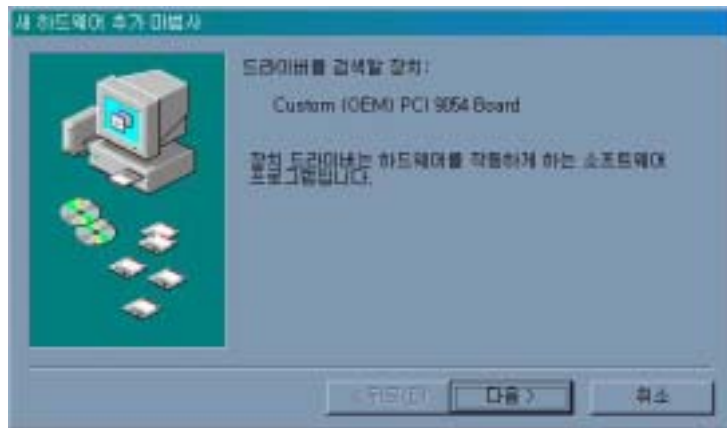 새 하드웨어 추가 마법사
드라이버를 검색할 장치:
Custom (OEM) PCI 9054 Board
장치 드라이버는 하드웨어를 작동하게 하는 소프트웨어
프로그램입니다.
< 뒤로(B)
다음 >
취소